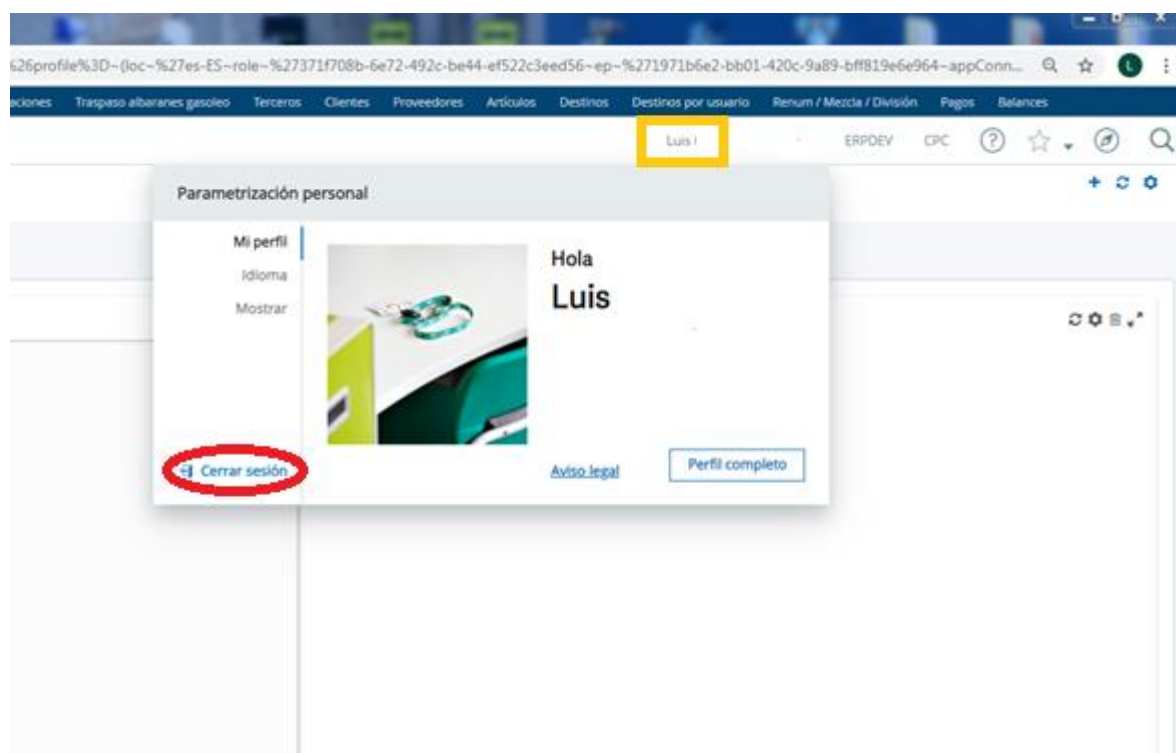 %26profile%3D~(loc~%27es-ES~role~%27371f708b-6e72-492c-be44-ef522c3eed56~ep~%271971b6e2-bb01-420c-9a89-bff819e6e964~appConn...
L
ciones Traspaso albaranes gasoleo Terceros Clientes Proveedores Artículos Destinos Destinos por usuario Renum / Mezcla / División Pagos Balances
Luis ERPDEV CPC
Parametrización personal
Mi perfil
Idioma
Mostrar
Hola
Luis
Cerrar sesión
Aviso legal
Perfil completo